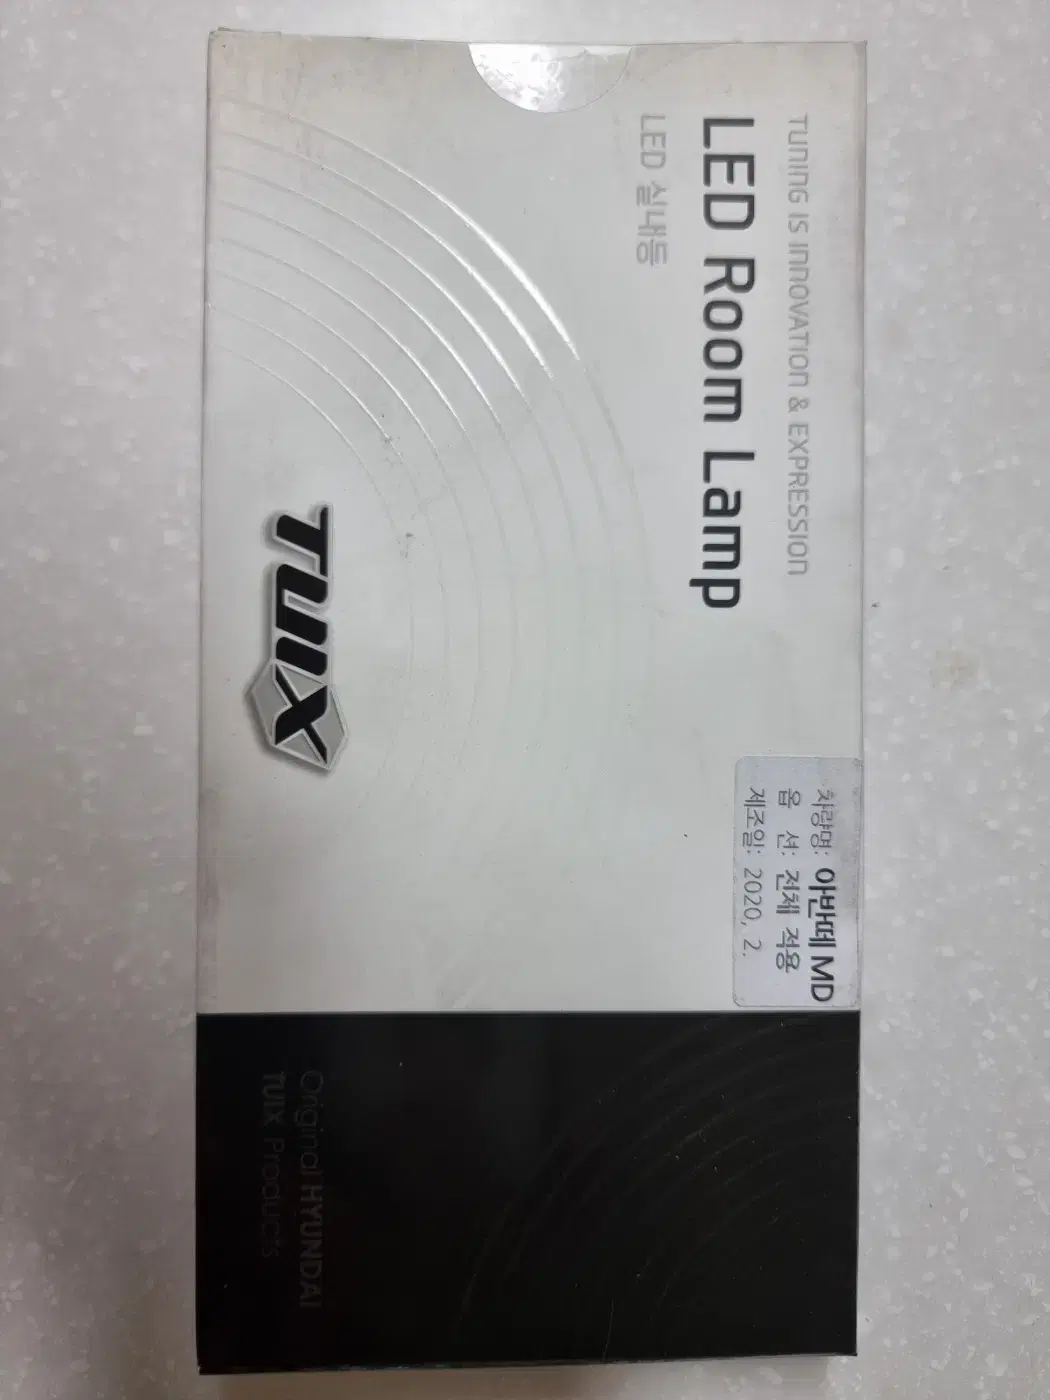 TUNING IS INNOVATION & EXPRESSION
LED Room Lamp
LED 실내등
TUIX
차량명: 아반떼 MD
옵 션: 전체 적용
제조일: 2020, 2.
Original HYUNDAI
TUIX Products